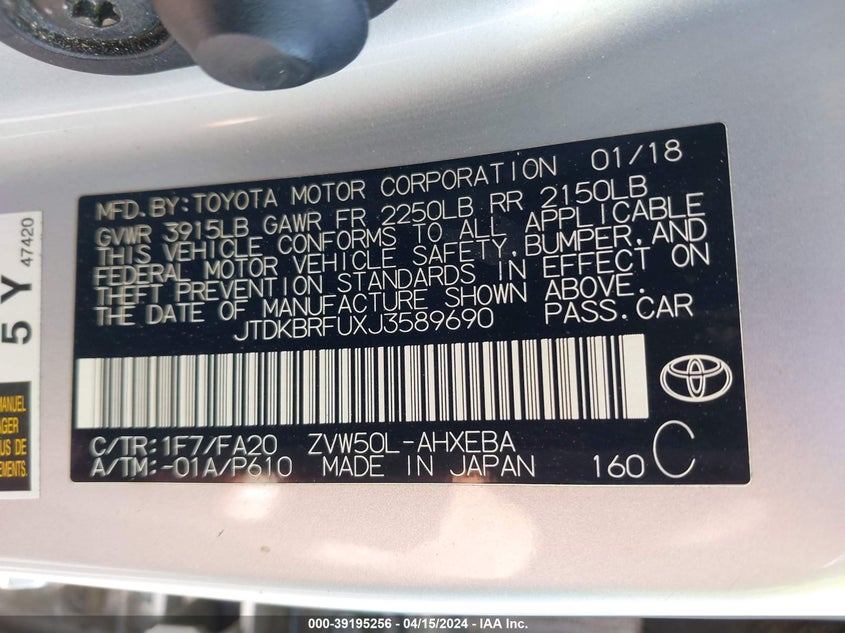 MFD. BY: TOYOTA MOTOR CORPORATION 01/18
GVWR 3915LB GAWR FR 2250LB RR 2150LB
THIS VEHICLE CONFORMS TO ALL APPLICABLE
FEDERAL MOTOR VEHICLE SAFETY, BUMPER, AND
THEFT PREVENTION STANDARDS IN EFFECT ON
THE DATE OF MANUFACTURE SHOWN ABOVE.
JTDKBRFUXJ3589690 PASS. CAR
C/TR: 1F7/FA20 ZVW50L-AHXEBA
A/TM: -01A/P610 MADE IN JAPAN 160 C
5 Y
47420
MANUEL
US DE
000-39195256 - 04/15/2024 - IAA Inc.